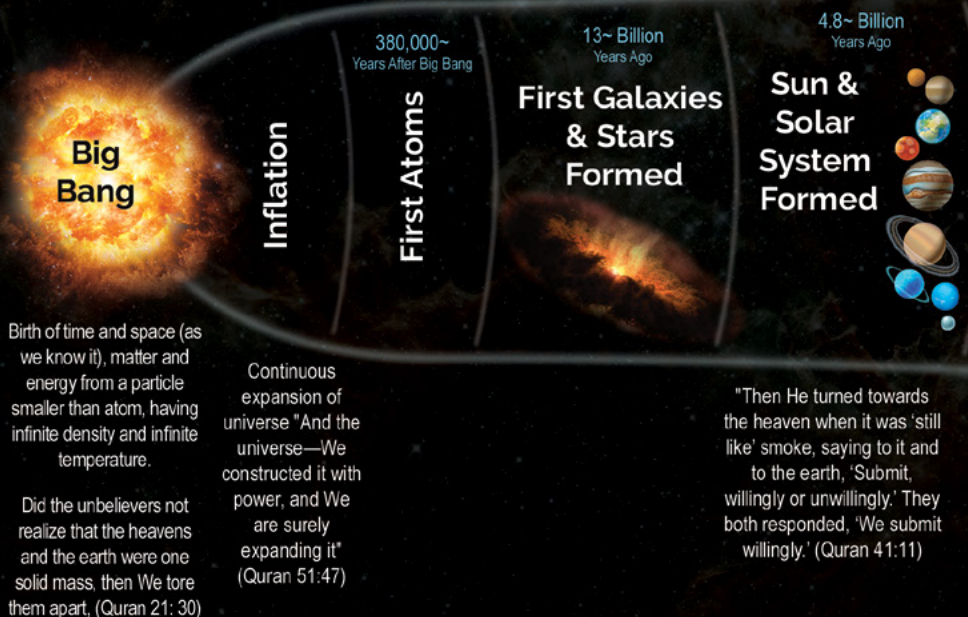 Big
Bang
Inflation
380,000~
Years After Big Bang
First Atoms
13~ Billion
Years Ago
First Galaxies
& Stars
Formed
4.8~ Billion
Years Ago
Sun &
Solar
System
Formed
Birth of time and space (as
we know it), matter and
energy from a particle
smaller than atom, having
infinite density and infinite
temperature.
Did the unbelievers not
realize that the heavens
and the earth were one
solid mass, then We tore
them apart, (Quran 21: 30)
Continuous
expansion of
universe "And the
universe—We
constructed it with
power, and We
are surely
expanding it"
(Quran 51:47)
"Then He turned towards
the heaven when it was ‘still
like’ smoke, saying to it and
to the earth, ‘Submit,
willingly or unwillingly.’ They
both responded, ‘We submit
willingly.’ (Quran 41:11)